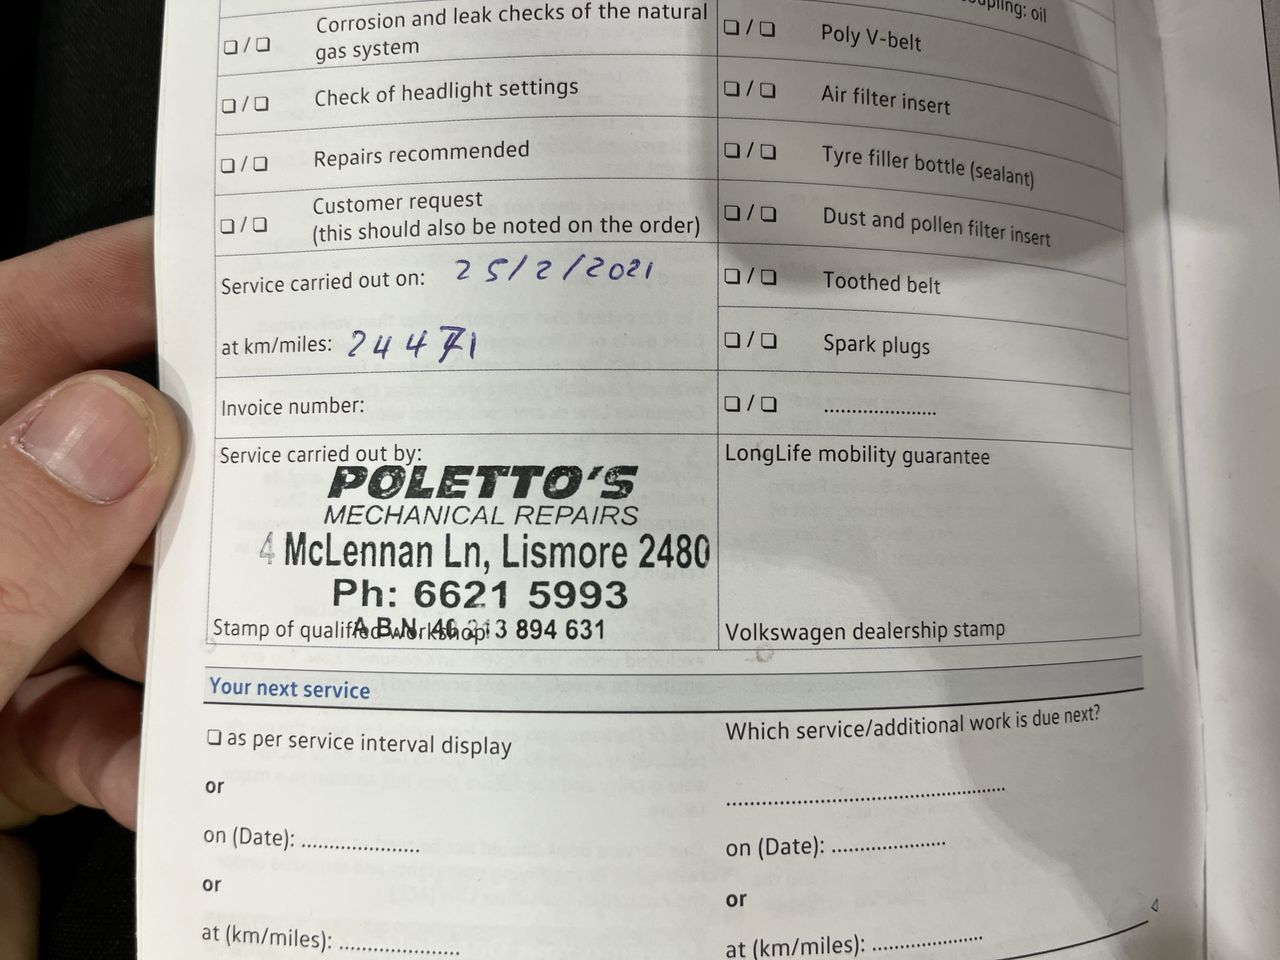 ❏ / ❏ Corrosion and leak checks of the natural
gas system
❏ / ❏ Check of headlight settings
❏ / ❏ Repairs recommended
❏ / ❏ Customer request
(this should also be noted on the order)
Service carried out on: 25/2/2021
at km/miles: 24471
Invoice number:
Service carried out by:
POLETTO'S
MECHANICAL REPAIRS
4 McLennan Ln, Lismore 2480
Ph: 6621 5993
A.B.N. 40 213 894 631
Stamp of qualified workshop:
oil
❏ / ❏ Poly V-belt
❏ / ❏ Air filter insert
❏ / ❏ Tyre filler bottle (sealant)
❏ / ❏ Dust and pollen filter insert
❏ / ❏ Toothed belt
❏ / ❏ Spark plugs
❏ / ❏ .....................
LongLife mobility guarantee
Volkswagen dealership stamp
Your next service
❏ as per service interval display
or
on (Date): ......................
or
at (km/miles): ......................
Which service/additional work is due next?
..................................................
on (Date): .....................
or
at (km/miles): .....................